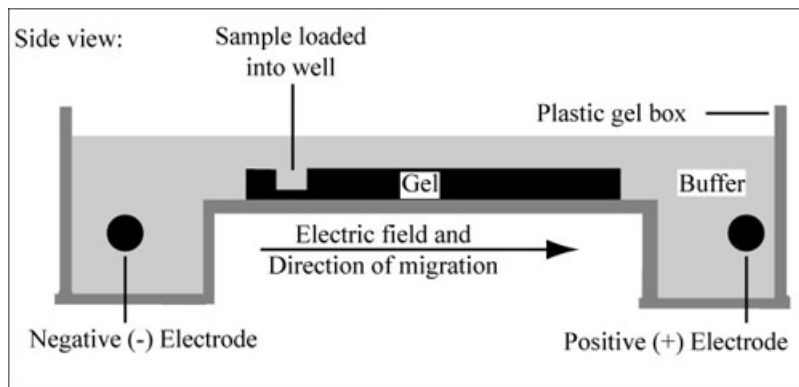 Side view:
Sample loaded
into well
Plastic gel box
Gel
Buffer
Electric field and
Direction of migration
Negative (-) Electrode
Positive (+) Electrode